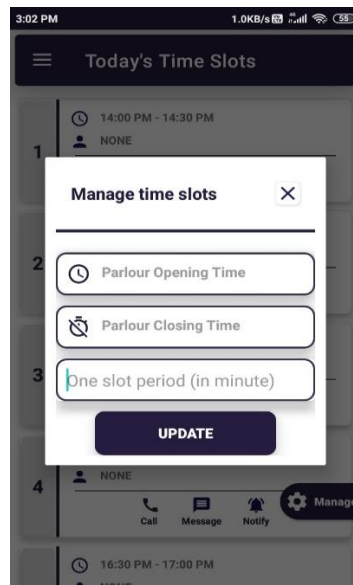 3:02 PM
1.0KB/s
55
Today's Time Slots
14:00 PM - 14:30 PM
1
NONE
Manage time slots
2
Parlour Opening Time
Parlour Closing Time
3
One slot period (in minute)
UPDATE
NONE
4
Manage
Call Message Notify
16:30 PM - 17:00 PM